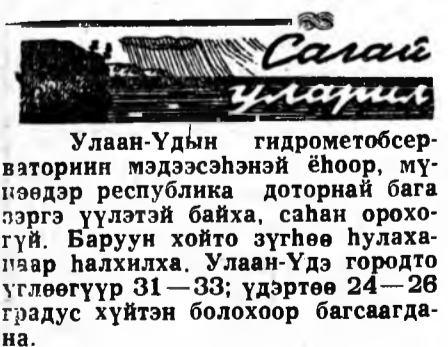 Сагай
уларил
Улаан-Үдын гидрометобсер-
ваториин мэдээсэһэнэй ёһоор, мү-
нөөдэр республика доторнай бага
зэргэ үүлэтэй байха, саһан орохо-
гүй. Баруун хойто зүгһөө һулаха-
наар һалхилха. Улаан-Үдэ городто
үглөөгүүр 31—33; үдэртөө 24—26
градус хүйтэн болохоор багсаагда-
на.